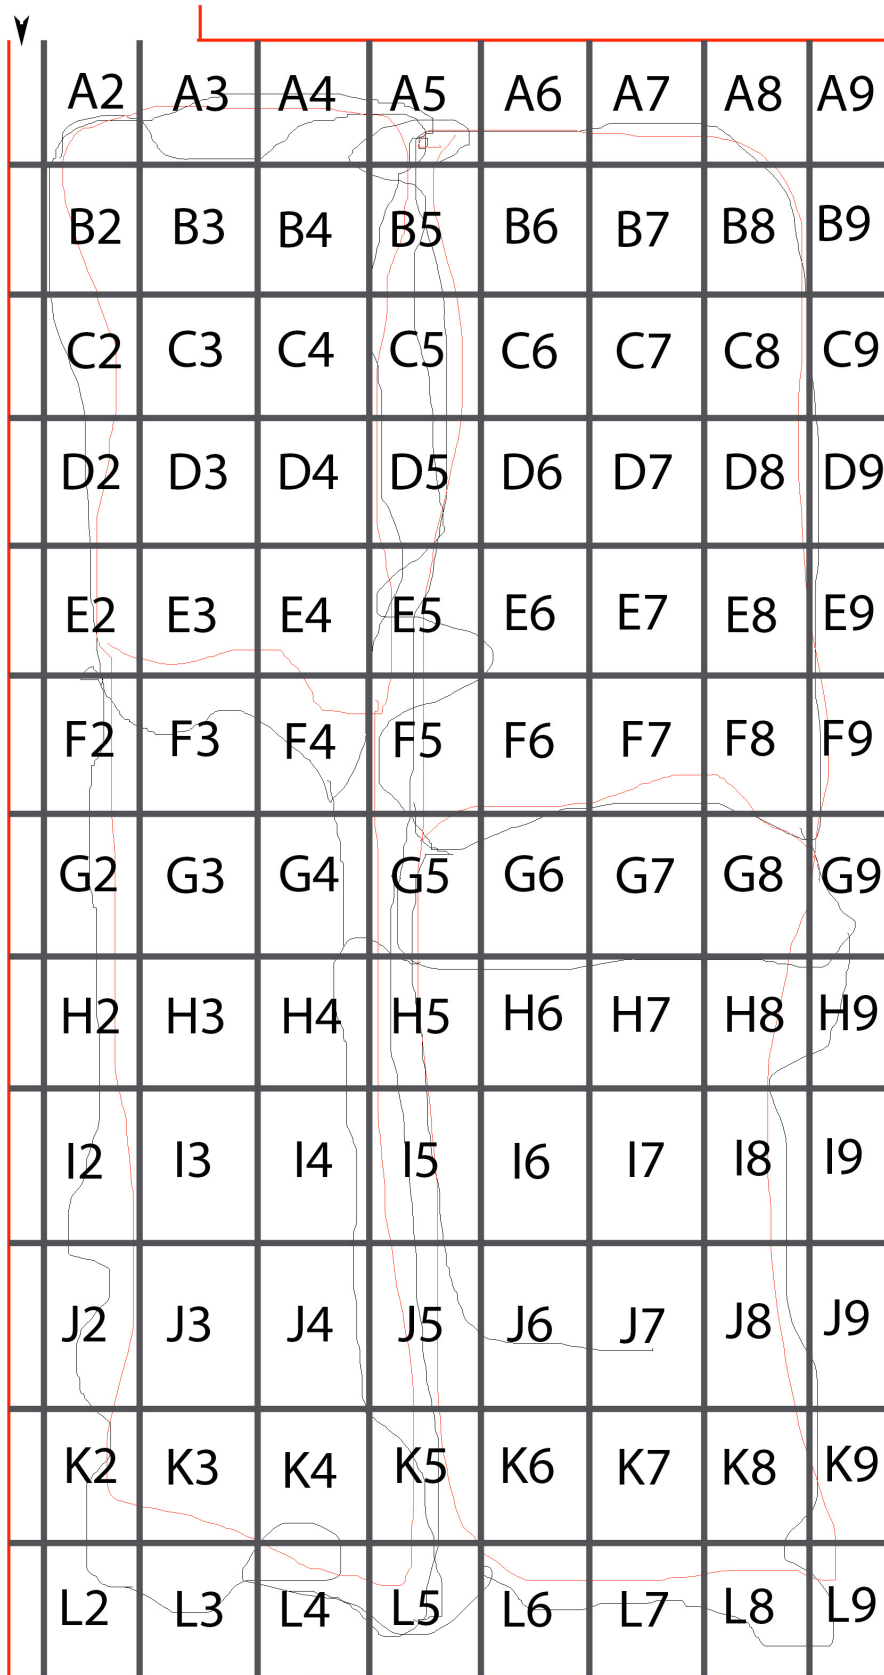 A2 A3 A4 A5 A6 A7 A8 A9
B2 B3 B4 B5 B6 B7 B8 B9
C2 C3 C4 C5 C6 C7 C8 C9
D2 D3 D4 D5 D6 D7 D8 D9
E2 E3 E4 E5 E6 E7 E8 E9
F2 F3 F4 F5 F6 F7 F8 F9
G2 G3 G4 G5 G6 G7 G8 G9
H2 H3 H4 H5 H6 H7 H8 H9
I2 I3 I4 I5 I6 I7 I8 I9
J2 J3 J4 J5 J6 J7 J8 J9
K2 K3 K4 K5 K6 K7 K8 K9
L2 L3 L4 L5 L6 L7 L8 L9